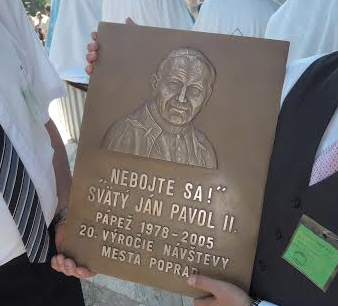 „NEBOJTE SA!"
SVÄTÝ JÁN PAVOL II.
PÁPEŽ 1978-2005
20. VÝROČIE NÁVŠTEVY
MESTA POPRAD